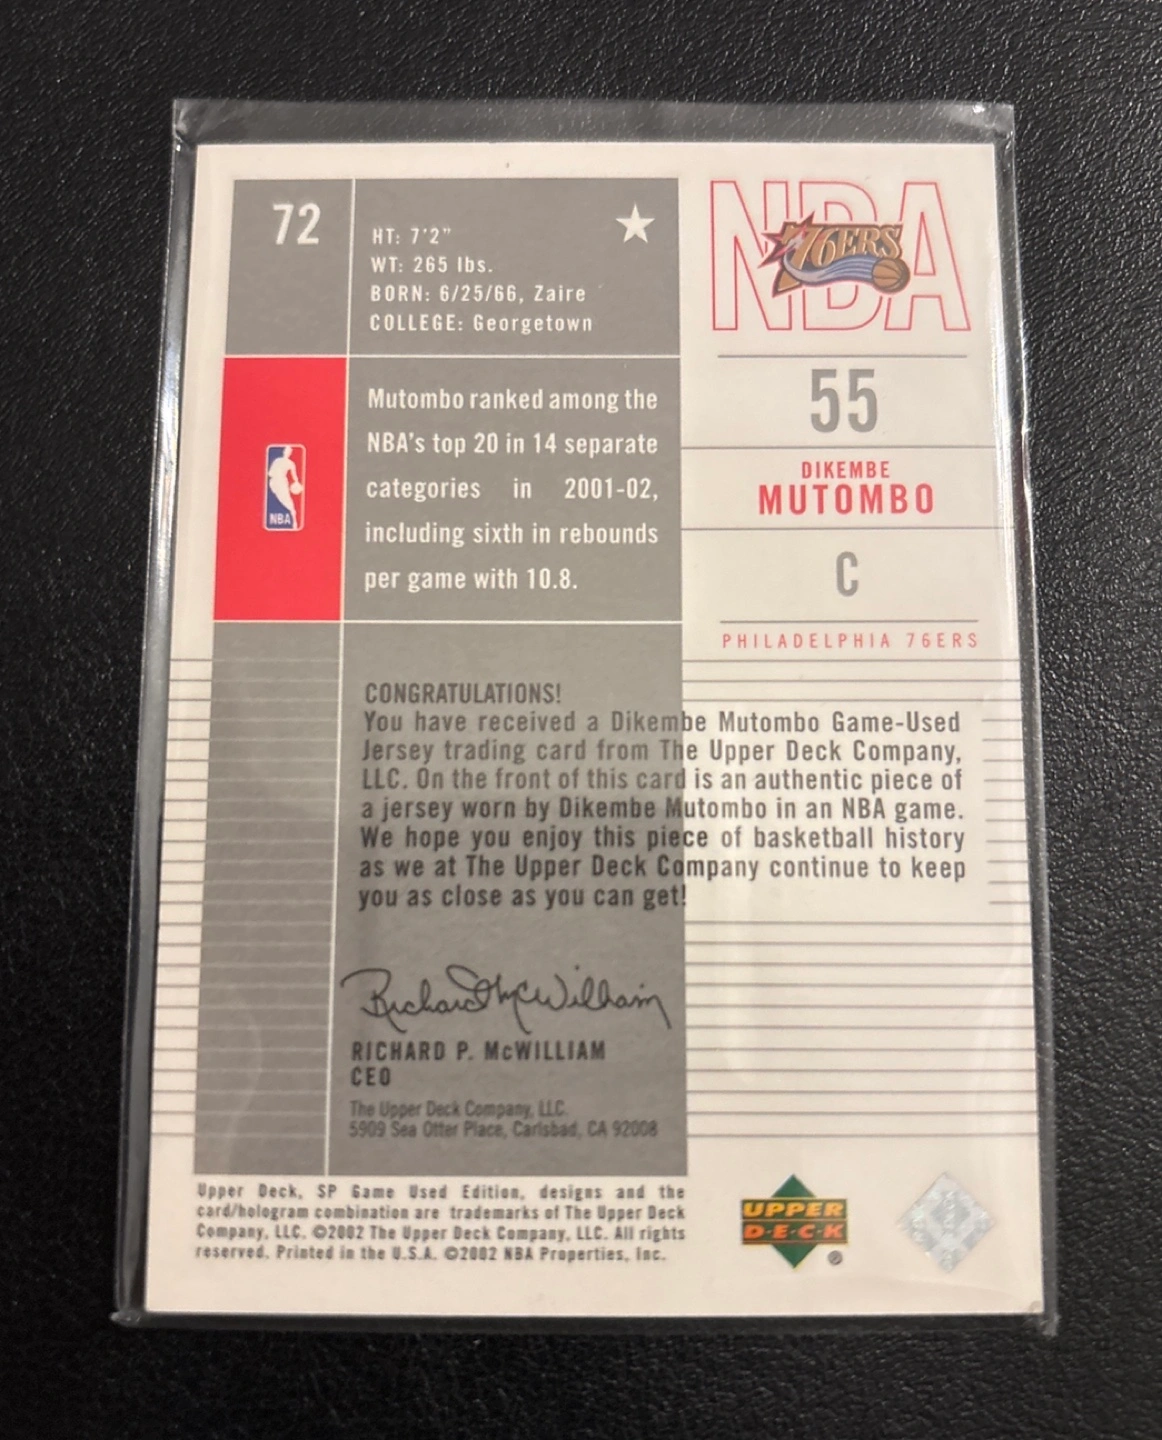 72
HT: 7'2"
WT: 265 lbs.
BORN: 6/25/66, Zaire
COLLEGE: Georgetown
NBA
76ERS
55
DIKEMBE
MUTOMBO
C
PHILADELPHIA 76ERS
NBA
Mutombo ranked among the
NBA's top 20 in 14 separate
categories in 2001-02,
including sixth in rebounds
per game with 10.8.
CONGRATULATIONS!
You have received a Dikembe Mutombo Game-Used
Jersey trading card from The Upper Deck Company,
LLC. On the front of this card is an authentic piece of
a jersey worn by Dikembe Mutombo in an NBA game.
We hope you enjoy this piece of basketball history
as we at The Upper Deck Company continue to keep
you as close as you can get!
Richard McWilliam
RICHARD P. McWILLIAM
CEO
The Upper Deck Company, LLC.
5909 Sea Otter Place, Carlsbad, CA 92008
Upper Deck, SP Game Used Edition, designs and the
card/hologram combination are trademarks of The Upper Deck
Company, LLC. ©2002 The Upper Deck Company, LLC. All rights
reserved. Printed in the U.S.A. ©2002 NBA Properties, Inc.
UPPER
D·E·C·K
®